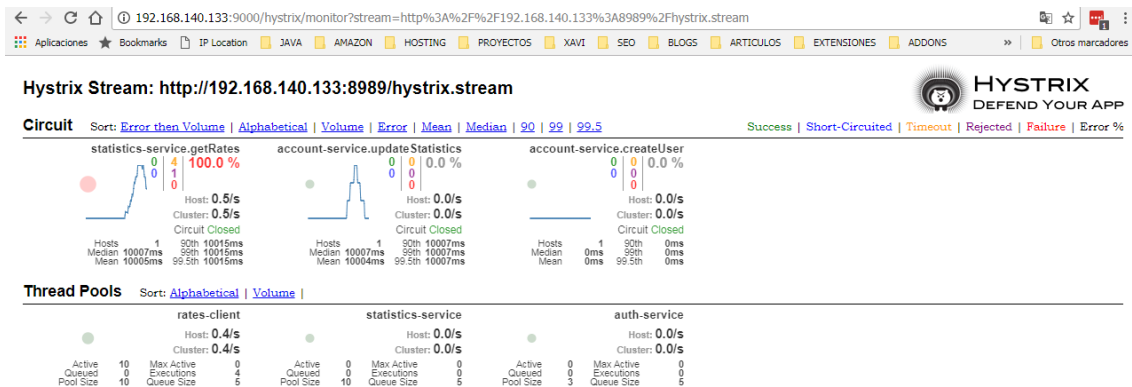 192.168.140.133:9000/hystrix/monitor?stream=http%3A%2F%2F192.168.140.133%3A8989%2Fhystrix.stream
Aplicaciones Bookmarks IP Location JAVA AMAZON HOSTING PROYECTOS XAVI SEO BLOGS ARTICULOS EXTENSIONES ADDONS » Otros marcadores
Hystrix Stream: http://192.168.140.133:8989/hystrix.stream
HYSTRIX
DEFEND YOUR APP
Circuit Sort: Error then Volume | Alphabetical | Volume | Error | Mean | Median | 90 | 99 | 99.5 Success | Short-Circuited | Timeout | Rejected | Failure | Error %
statistics-service.getRates account-service.updateStatistics account-service.createUser
0 4 100.0 % 0 0 0.0 % 0 0 0.0 %
0 1 0 0 0 0
0 0 0
Host: 0.5/s Host: 0.0/s Host: 0.0/s
Cluster: 0.5/s Cluster: 0.0/s Cluster: 0.0/s
Circuit Closed Circuit Closed Circuit Closed
Hosts 1 90th 10015ms Hosts 1 90th 10007ms Hosts 1 90th 0ms
Median 10007ms 99th 10015ms Median 10007ms 99th 10007ms Median 0ms 99th 0ms
Mean 10005ms 99.5th 10015ms Mean 10004ms 99.5th 10007ms Mean 0ms 99.5th 0ms
Thread Pools Sort: Alphabetical | Volume |
rates-client statistics-service auth-service
Host: 0.4/s Host: 0.0/s Host: 0.0/s
Cluster: 0.4/s Cluster: 0.0/s Cluster: 0.0/s
Active 10 Max Active 0 Active 0 Max Active 0 Active 0 Max Active 0
Queued 0 Executions 4 Queued 0 Executions 0 Queued 0 Executions 0
Pool Size 10 Queue Size 5 Pool Size 10 Queue Size 5 Pool Size 3 Queue Size 5